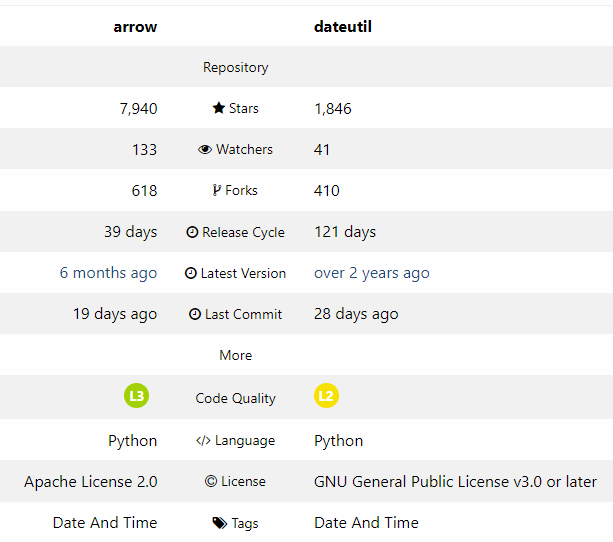 arrow dateutil
Repository
7,940 Stars 1,846
133 Watchers 41
618 Forks 410
39 days Release Cycle 121 days
6 months ago Latest Version over 2 years ago
19 days ago Last Commit 28 days ago
More
L3 Code Quality L2
Python </> Language Python
Apache License 2.0 © License GNU General Public License v3.0 or later
Date And Time Tags Date And Time